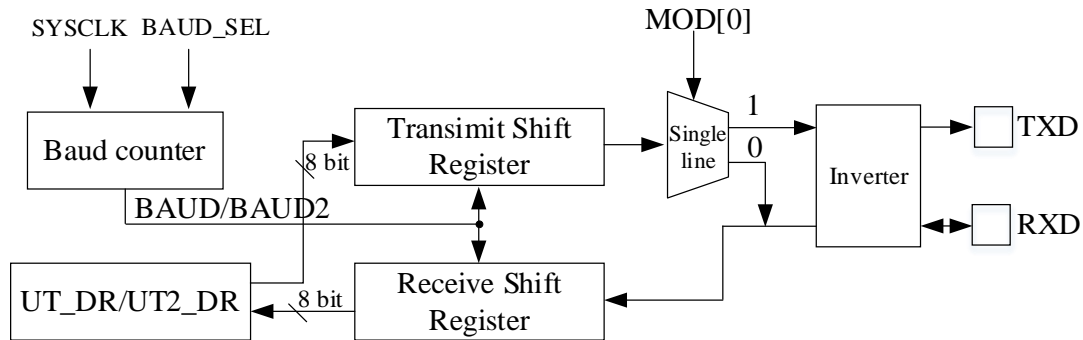 MOD[0]
SYSCLK BAUD_SEL
Baud counter
8 bit
Transimit Shift
Register
Single
line
1
0
Inverter
TXD
RXD
BAUD/BAUD2
UT_DR/UT2_DR
8 bit
Receive Shift
Register